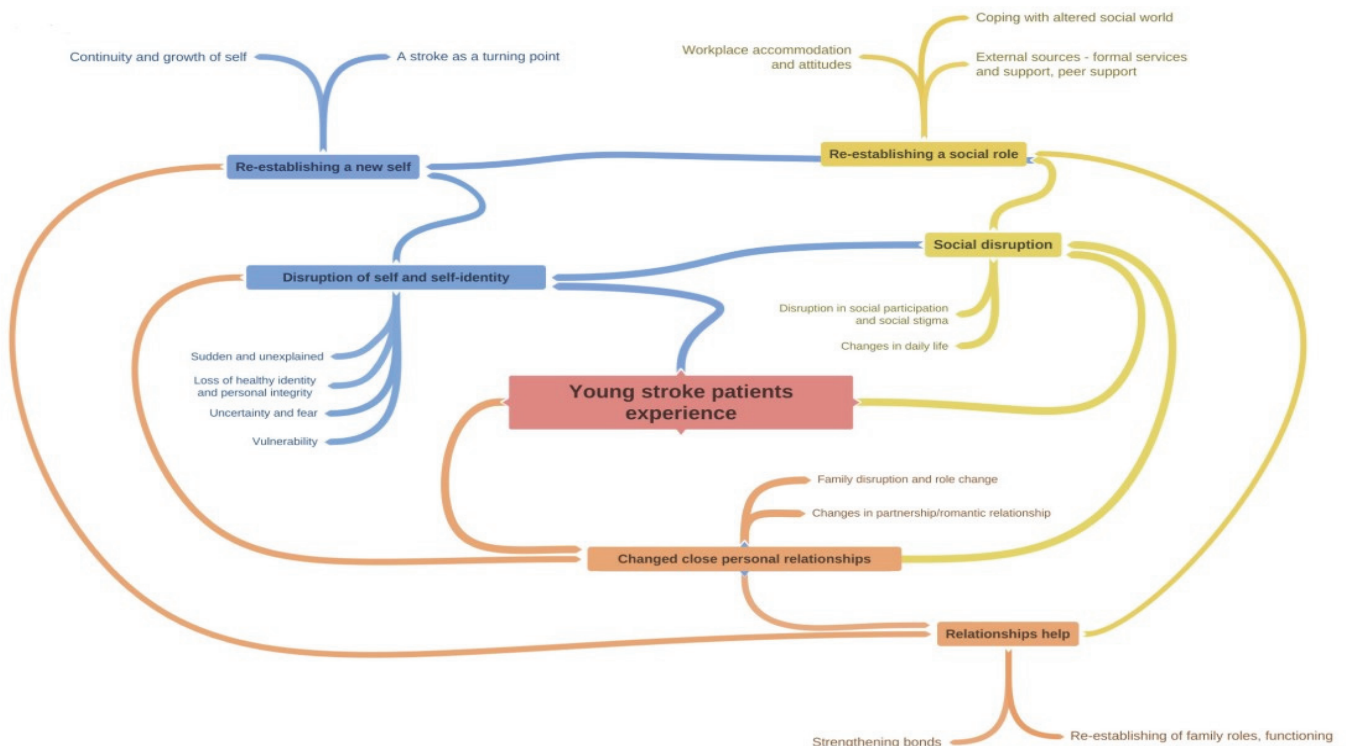 Coping with altered social world
Continuity and growth of self
A stroke as a turning point
Workplace accommodation
and attitudes
External sources - formal services
and support, peer support
Re-establishing a new self
Re-establishing a social role
Disruption of self and self-identity
Social disruption
Sudden and unexplained
Loss of healthy identity
and personal integrity
Uncertainty and fear
Vulnerability
Disruption in social participation
and social stigma
Changes in daily life
Young stroke patients
experience
Family disruption and role change
Changes in partnership/romantic relationship
Changed close personal relationships
Relationships help
Strengthening bonds
Re-establishing of family roles, functioning